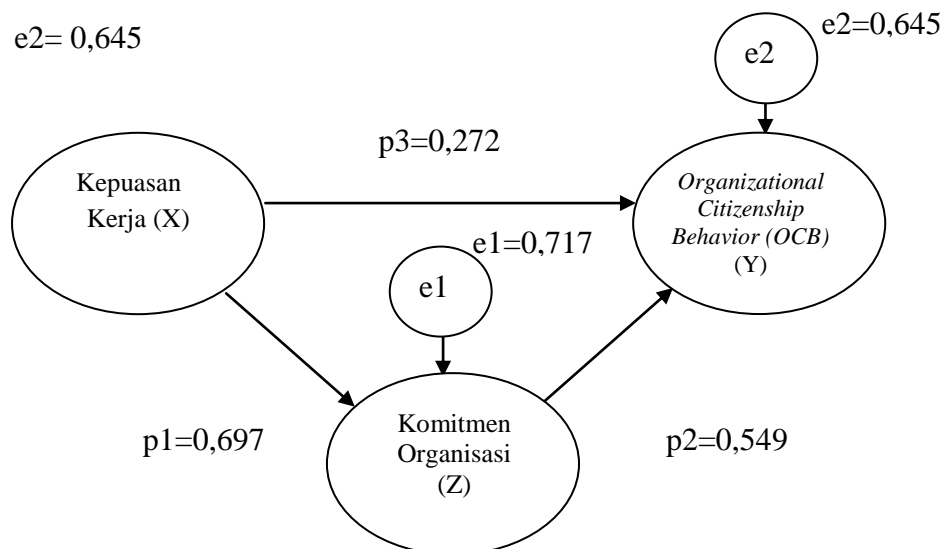 e2= 0,645
e2=0,645
e2
p3=0,272
Kepuasan
Kerja (X)
Organizational
Citizenship
Behavior (OCB)
(Y)
e1=0,717
e1
Komitmen
Organisasi
(Z)
p1=0,697
p2=0,549